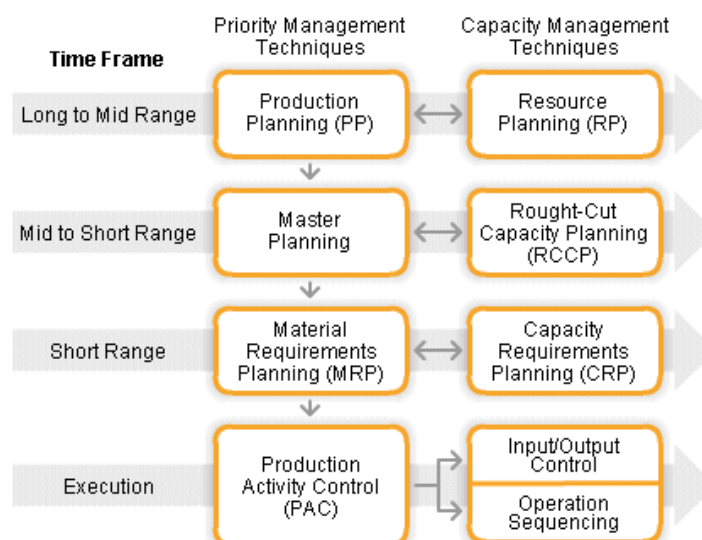 Priority Management
Techniques
Capacity Management
Techniques
Time Frame
Long to Mid Range
Production
Planning (PP)
Resource
Planning (RP)
Mid to Short Range
Master
Planning
Rought-Cut
Capacity Planning
(RCCP)
Short Range
Material
Requirements
Planning (MRP)
Capacity
Requirements
Planning (CRP)
Execution
Production
Activity Control
(PAC)
Input/Output
Control
Operation
Sequencing